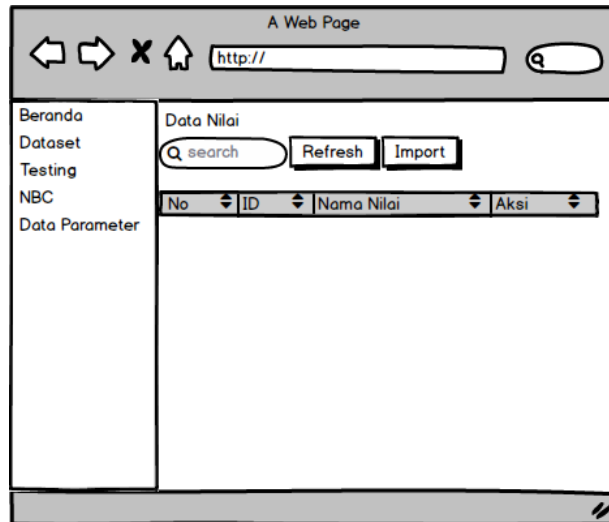 A Web Page
http://
Beranda
Dataset
Testing
NBC
Data Parameter
Data Nilai
search Refresh Import
No ID Nama Nilai Aksi